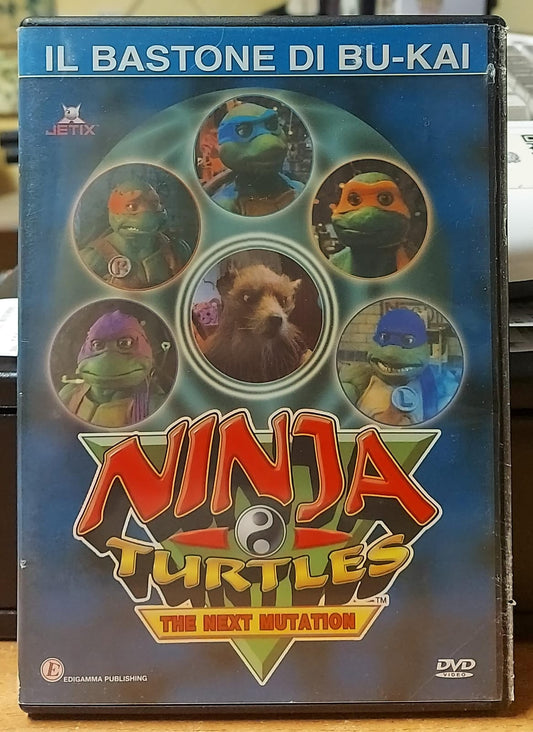 IL BASTONE DI BU-KAI
JETIX
R
L
NINJA
TURTLES
THE NEXT MUTATION
TM
E
EDIGAMMA PUBLISHING
DVD
VIDEO